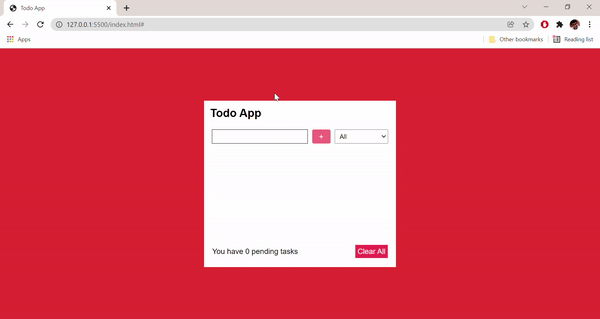 Todo App
127.0.0.1:5500/index.html#
Apps
Other bookmarks
Reading list
Todo App
+
All
You have 0 pending tasks
Clear All